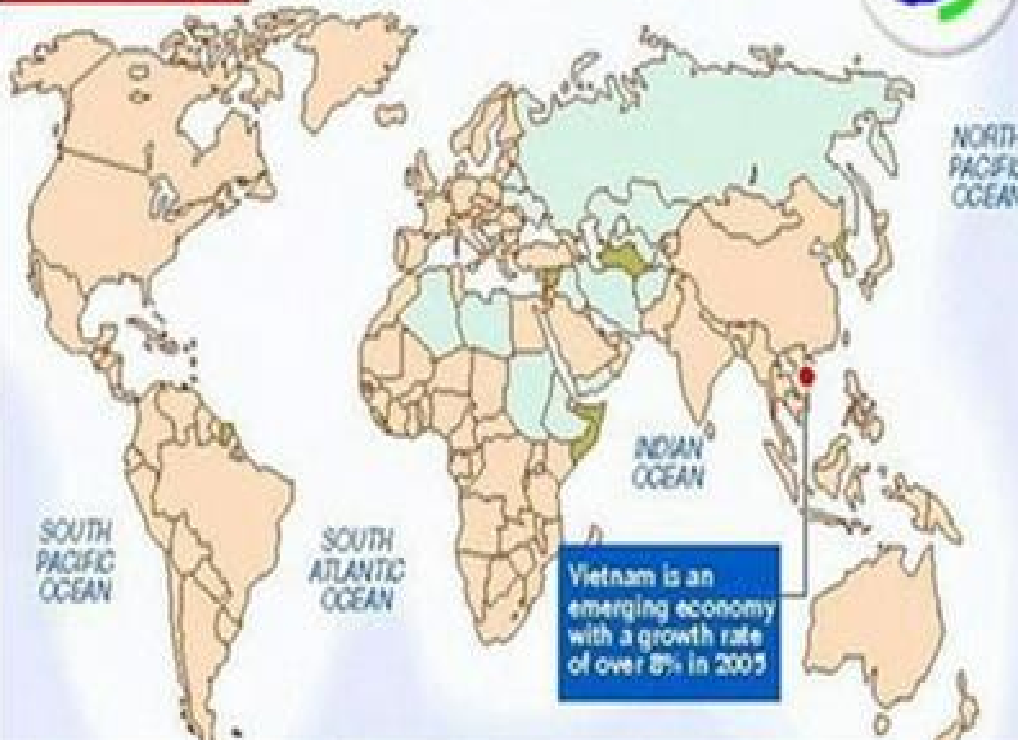 NORTH
PACIFIC
OCEAN
INDIAN
OCEAN
SOUTH
PACIFIC
OCEAN
SOUTH
ATLANTIC
OCEAN
Vietnam is an
emerging economy
with a growth rate
of over 8% in 2005